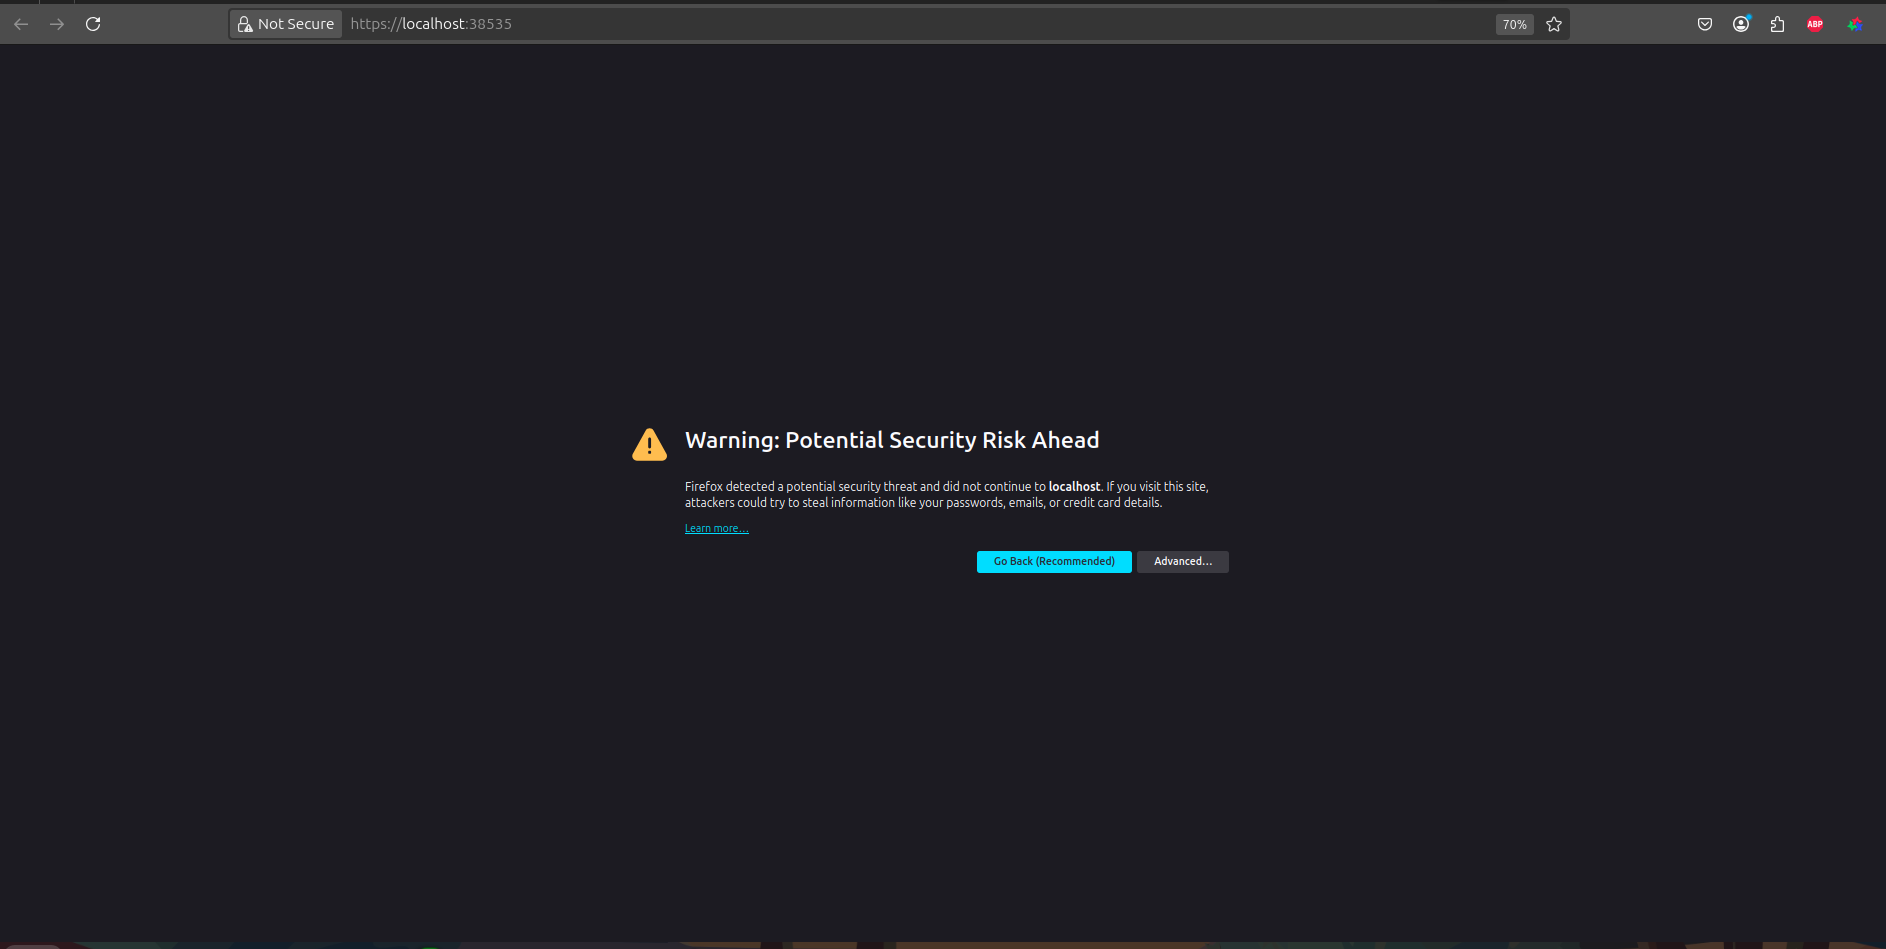 Not Secure https://localhost:38535 70% ABP
Warning: Potential Security Risk Ahead
Firefox detected a potential security threat and did not continue to localhost. If you visit this site,
attackers could try to steal information like your passwords, emails, or credit card details.
Learn more…
Go Back (Recommended) Advanced…